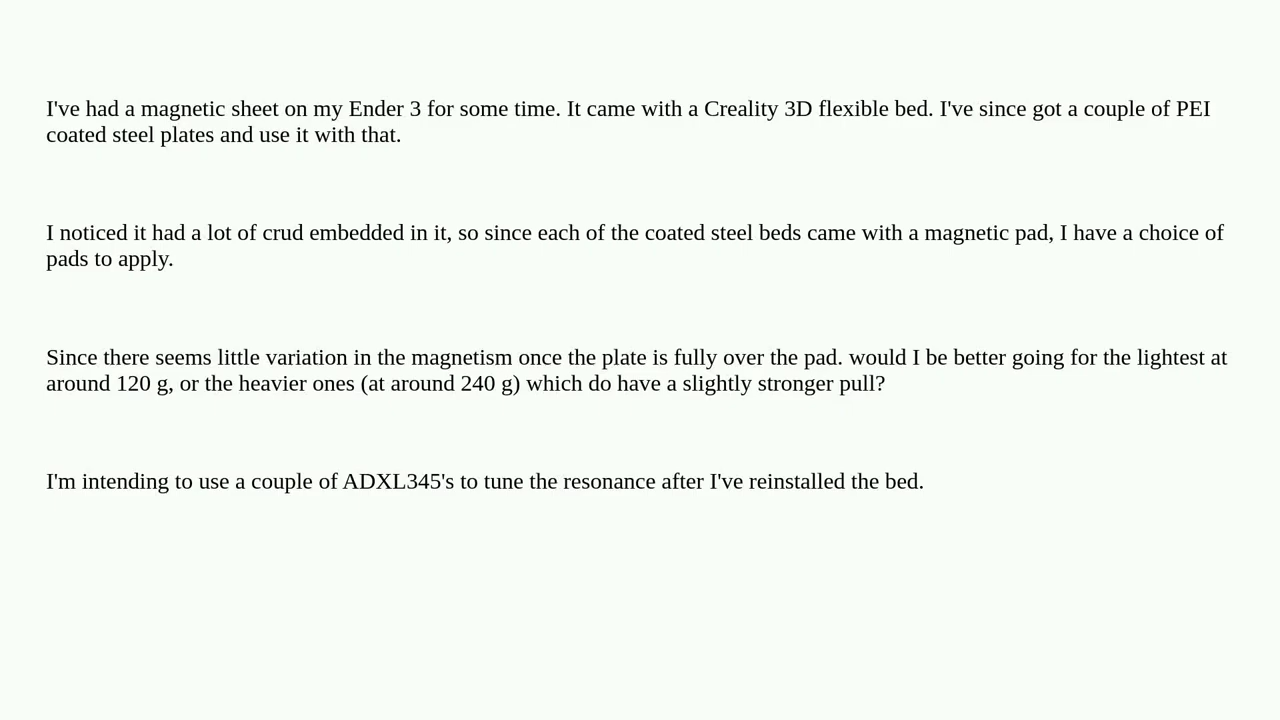 I've had a magnetic sheet on my Ender 3 for some time. It came with a Creality 3D flexible bed. I've since got a couple of PEI
coated steel plates and use it with that.
I noticed it had a lot of crud embedded in it, so since each of the coated steel beds came with a magnetic pad, I have a choice of
pads to apply.
Since there seems little variation in the magnetism once the plate is fully over the pad. would I be better going for the lightest at
around 120 g, or the heavier ones (at around 240 g) which do have a slightly stronger pull?
I'm intending to use a couple of ADXL345's to tune the resonance after I've reinstalled the bed.